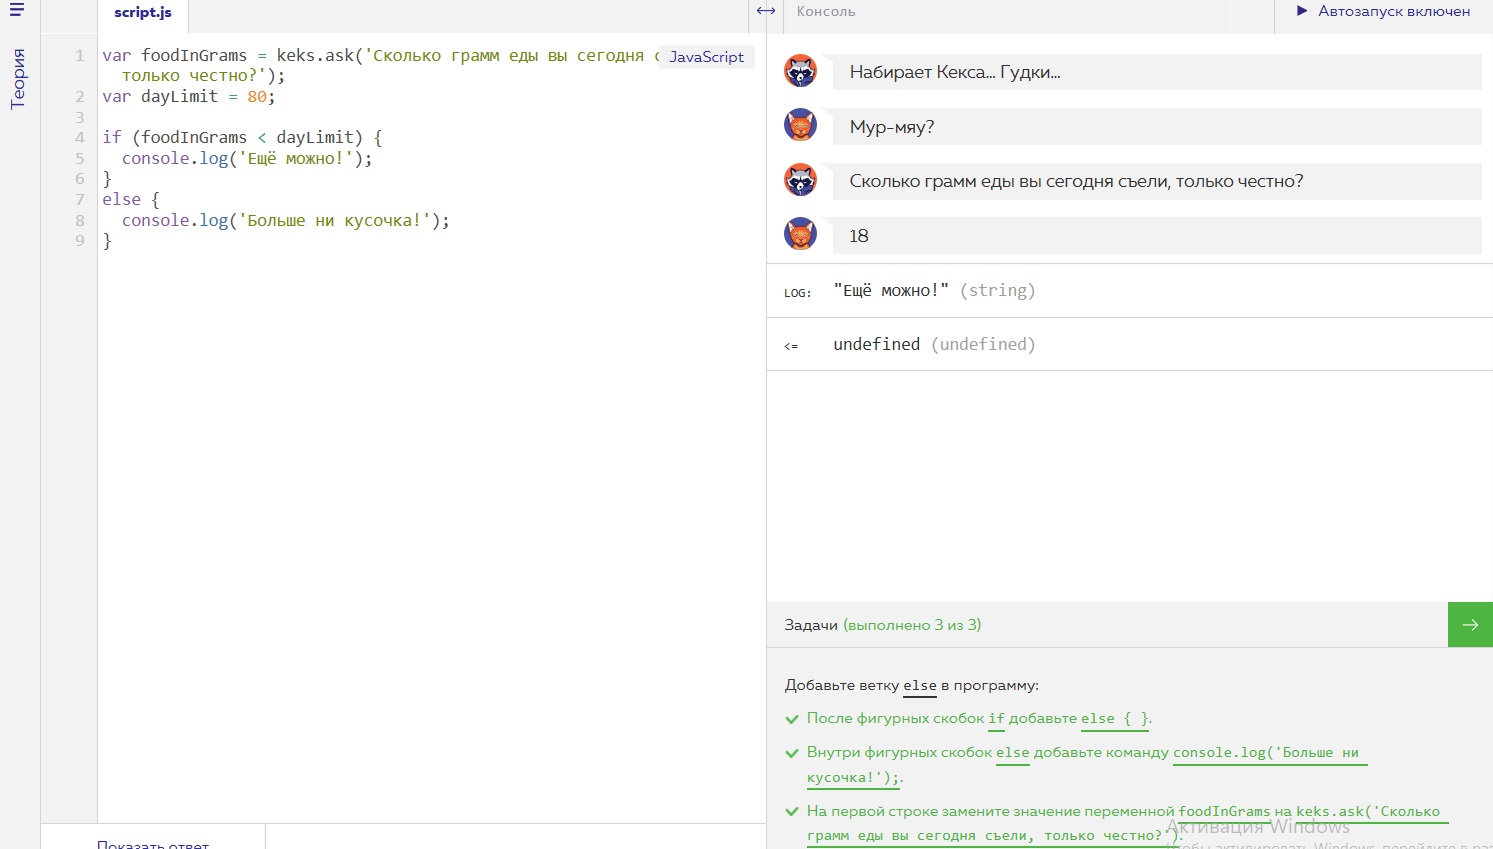 script.js
Теория
1 var foodInGrams = keks.ask('Сколько грамм еды вы сегодня
только честно?');
JavaScript
2 var dayLimit = 80;
3
4 if (foodInGrams < dayLimit) {
5 console.log('Ещё можно!');
6 }
7 else {
8 console.log('Больше ни кусочка!');
9 }
Показать ответ
Консоль
Автозапуск включен
Набирает Кекса... Гудки...
Мур-мяу?
Сколько грамм еды вы сегодня съели, только честно?
18
LOG: "Ещё можно!" (string)
<= undefined (undefined)
Задачи (выполнено 3 из 3)
Добавьте ветку else в программу:
После фигурных скобок if добавьте else { }.
Внутри фигурных скобок else добавьте команду console.log('Больше ни
кусочка!');.
На первой строке замените значение переменной foodInGrams на keks.ask('Сколько
грамм еды вы сегодня съели, только честно?').
Активация Windows
Чтобы активировать Windows, перейдите в раз